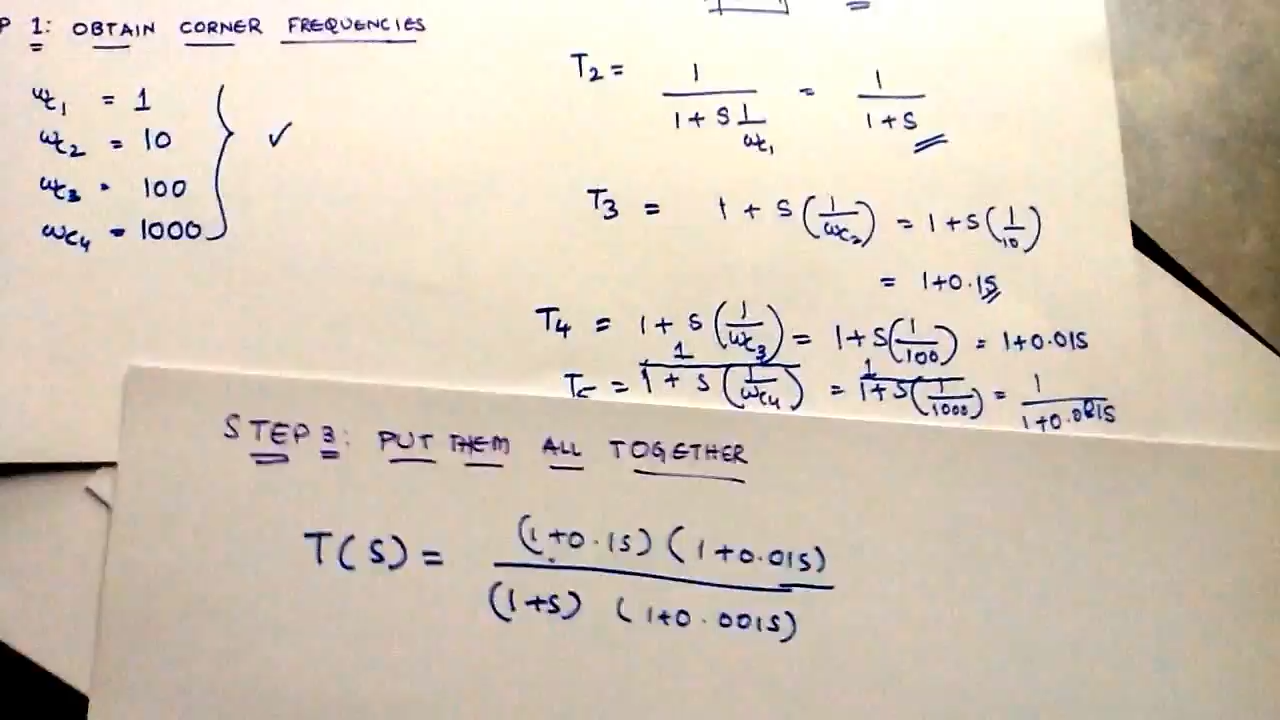 P 1: OBTAIN CORNER FREQUENCIES
ωc₁ = 1
ωc₂ = 10
ωc₃ = 100
ωc₄ = 1000
✓
T₂ = 1 / (1 + S 1/ωc₁) = 1 / (1 + S)
T₃ = 1 + S (1/ωc₂) = 1 + S (1/10)
= 1+0.1S
T₄ = 1 + S (1/ωc₃) = 1 + S (1/100) = 1+0.01S
T₅ = 1 / (1 + S (1/ωc₄)) = 1 / (1 + S (1/1000)) = 1 / (1+0.001S)
STEP 3: PUT THEM ALL TOGETHER
T(S) = (1+0.1S) (1+0.01S) / (1+S) (1+0.001S)